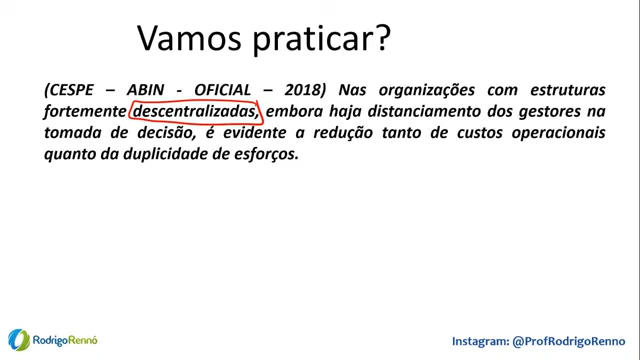 Vamos praticar?
(CESPE – ABIN - OFICIAL – 2018) Nas organizações com estruturas
fortemente descentralizadas, embora haja distanciamento dos gestores na
tomada de decisão, é evidente a redução tanto de custos operacionais
quanto da duplicidade de esforços.
RodrigoRennó
Instagram: @ProfRodrigoRenno